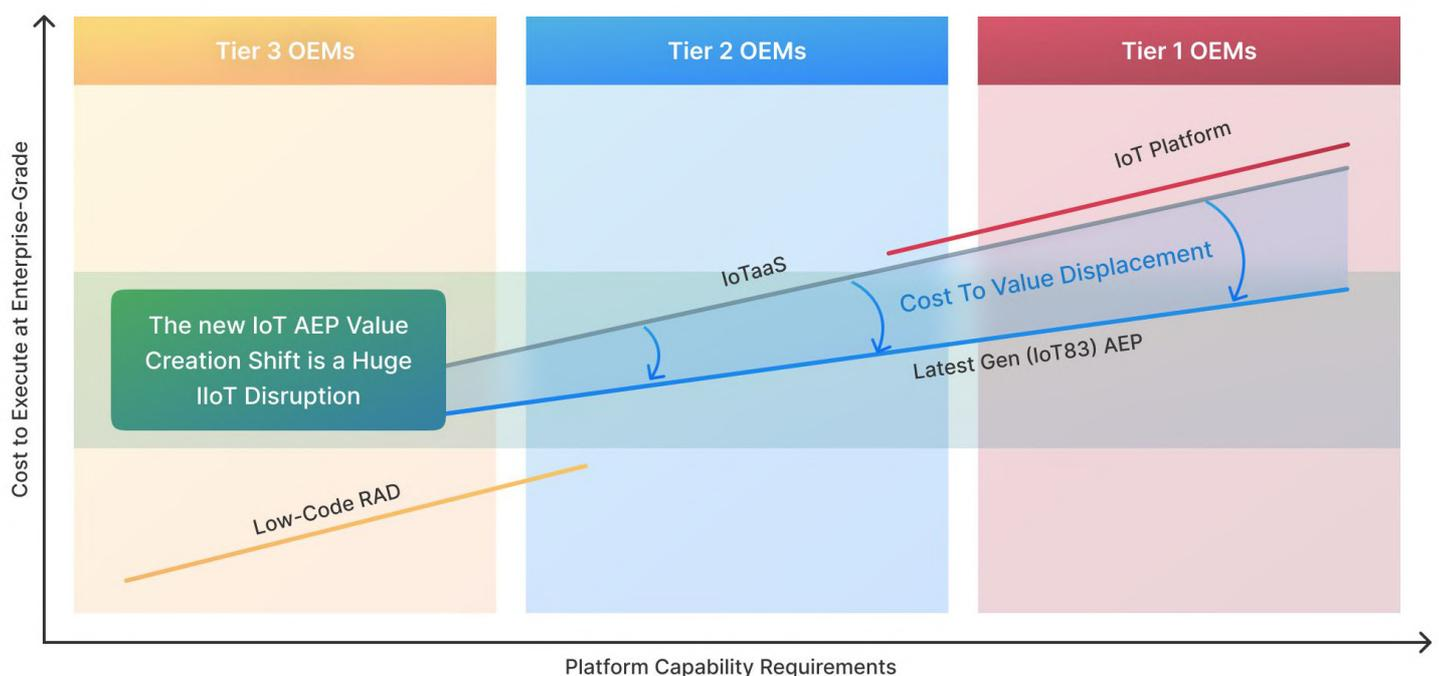 Tier 3 OEMs
Tier 2 OEMs
Tier 1 OEMs
Cost to Execute at Enterprise-Grade
IoT Platform
IoTaaS
Cost To Value Displacement
The new IoT AEP Value
Creation Shift is a Huge
IIoT Disruption
Latest Gen (IoT83) AEP
Low-Code RAD
Platform Capability Requirements